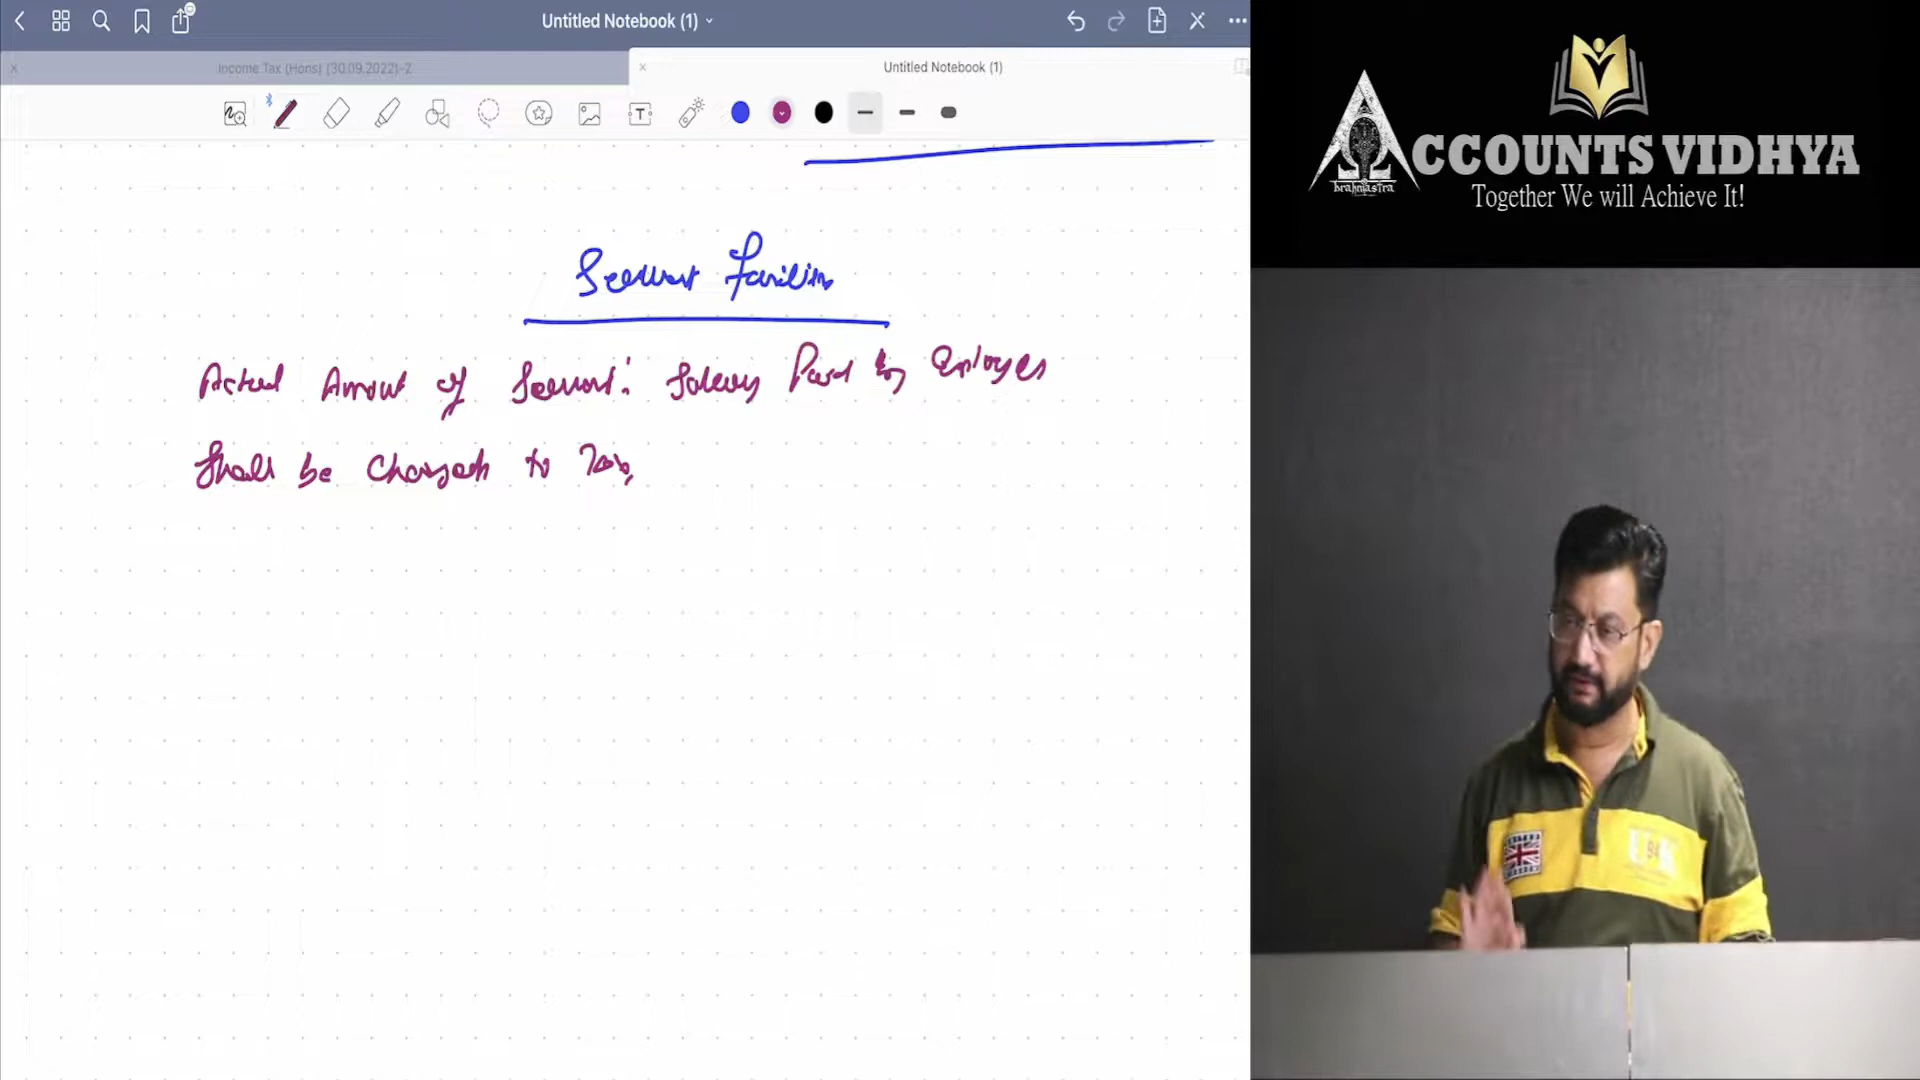 Untitled Notebook (1)
Income Tax (Hons) (30.09.2022)-2
Untitled Notebook (1)
T
ACCOUNTS VIDHYA
brahmastra
Together We will Achieve It!
Servant Facilities
Actual Amount of Servant's Salary Paid by Employer
Shall be Chargeable to Tax,